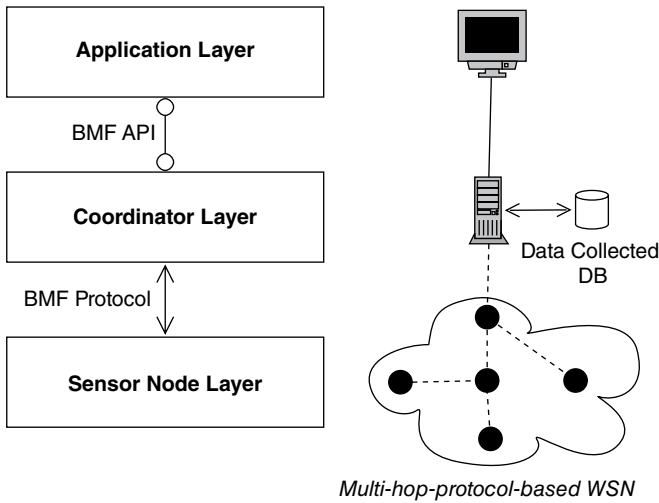 Application Layer
BMF API
Coordinator Layer
Data Collected
DB
BMF Protocol
Sensor Node Layer
Multi-hop-protocol-based WSN